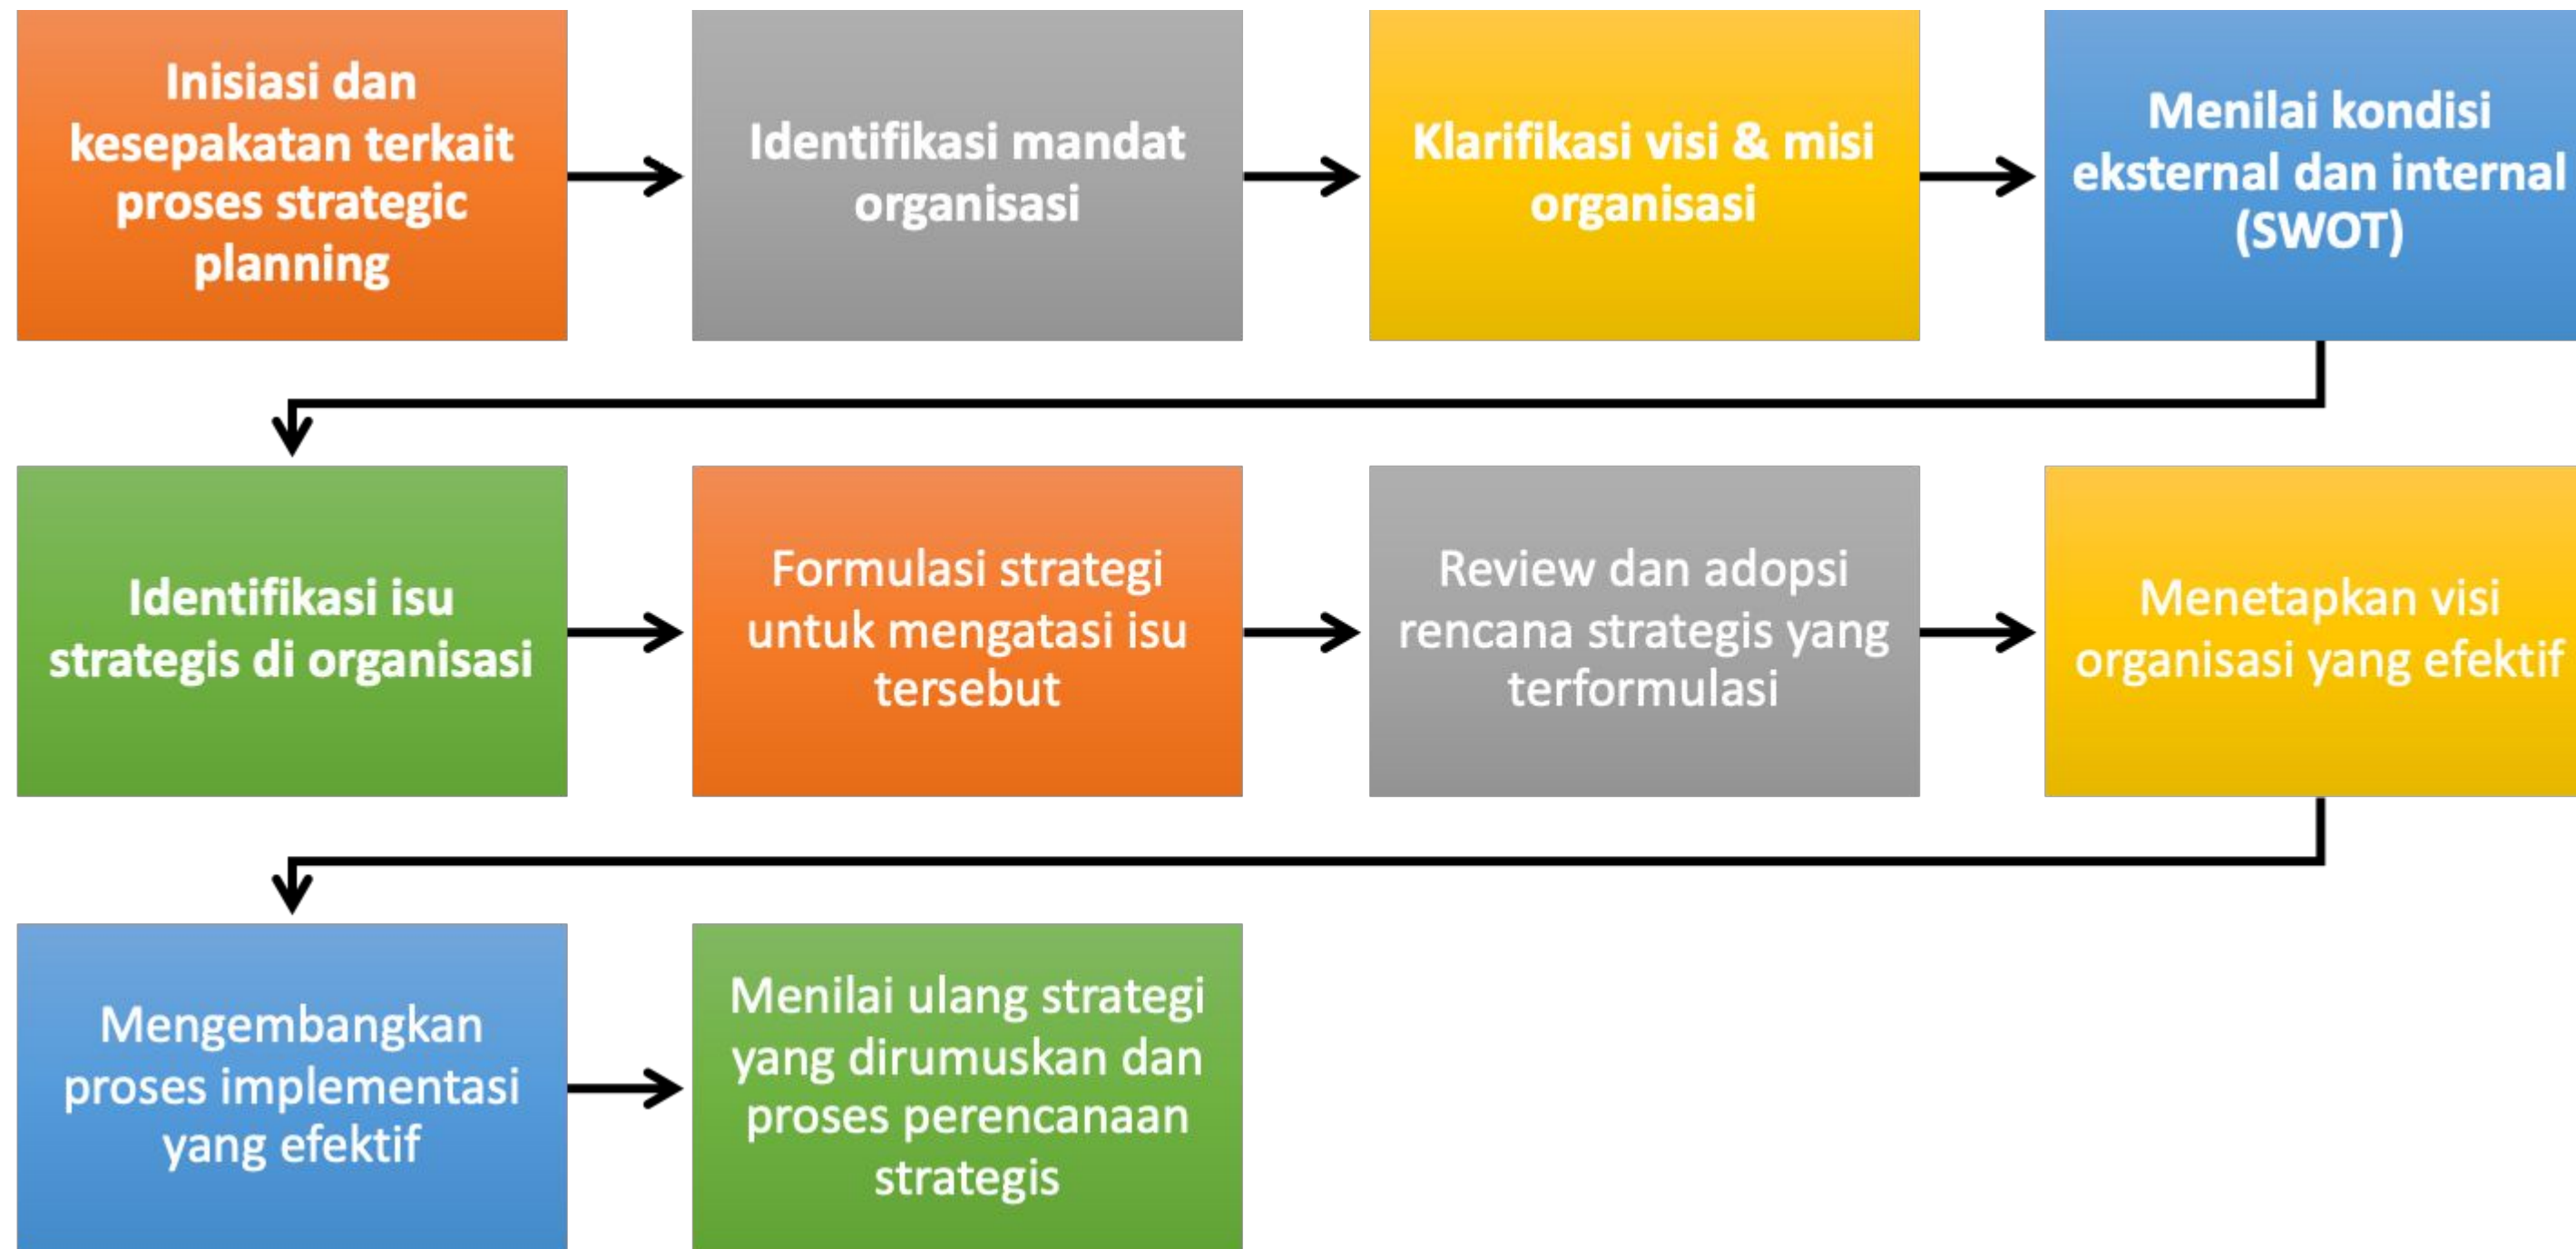 Inisiasi dan
kesepakatan terkait
proses strategic
planning
Identifikasi mandat
organisasi
Klarifikasi visi & misi
organisasi
Menilai kondisi
eksternal dan internal
(SWOT)
Identifikasi isu
strategis di organisasi
Formulasi strategi
untuk mengatasi isu
tersebut
Review dan adopsi
rencana strategis yang
terformulasi
Menetapkan visi
organisasi yang efektif
Mengembangkan
proses implementasi
yang efektif
Menilai ulang strategi
yang dirumuskan dan
proses perencanaan
strategis